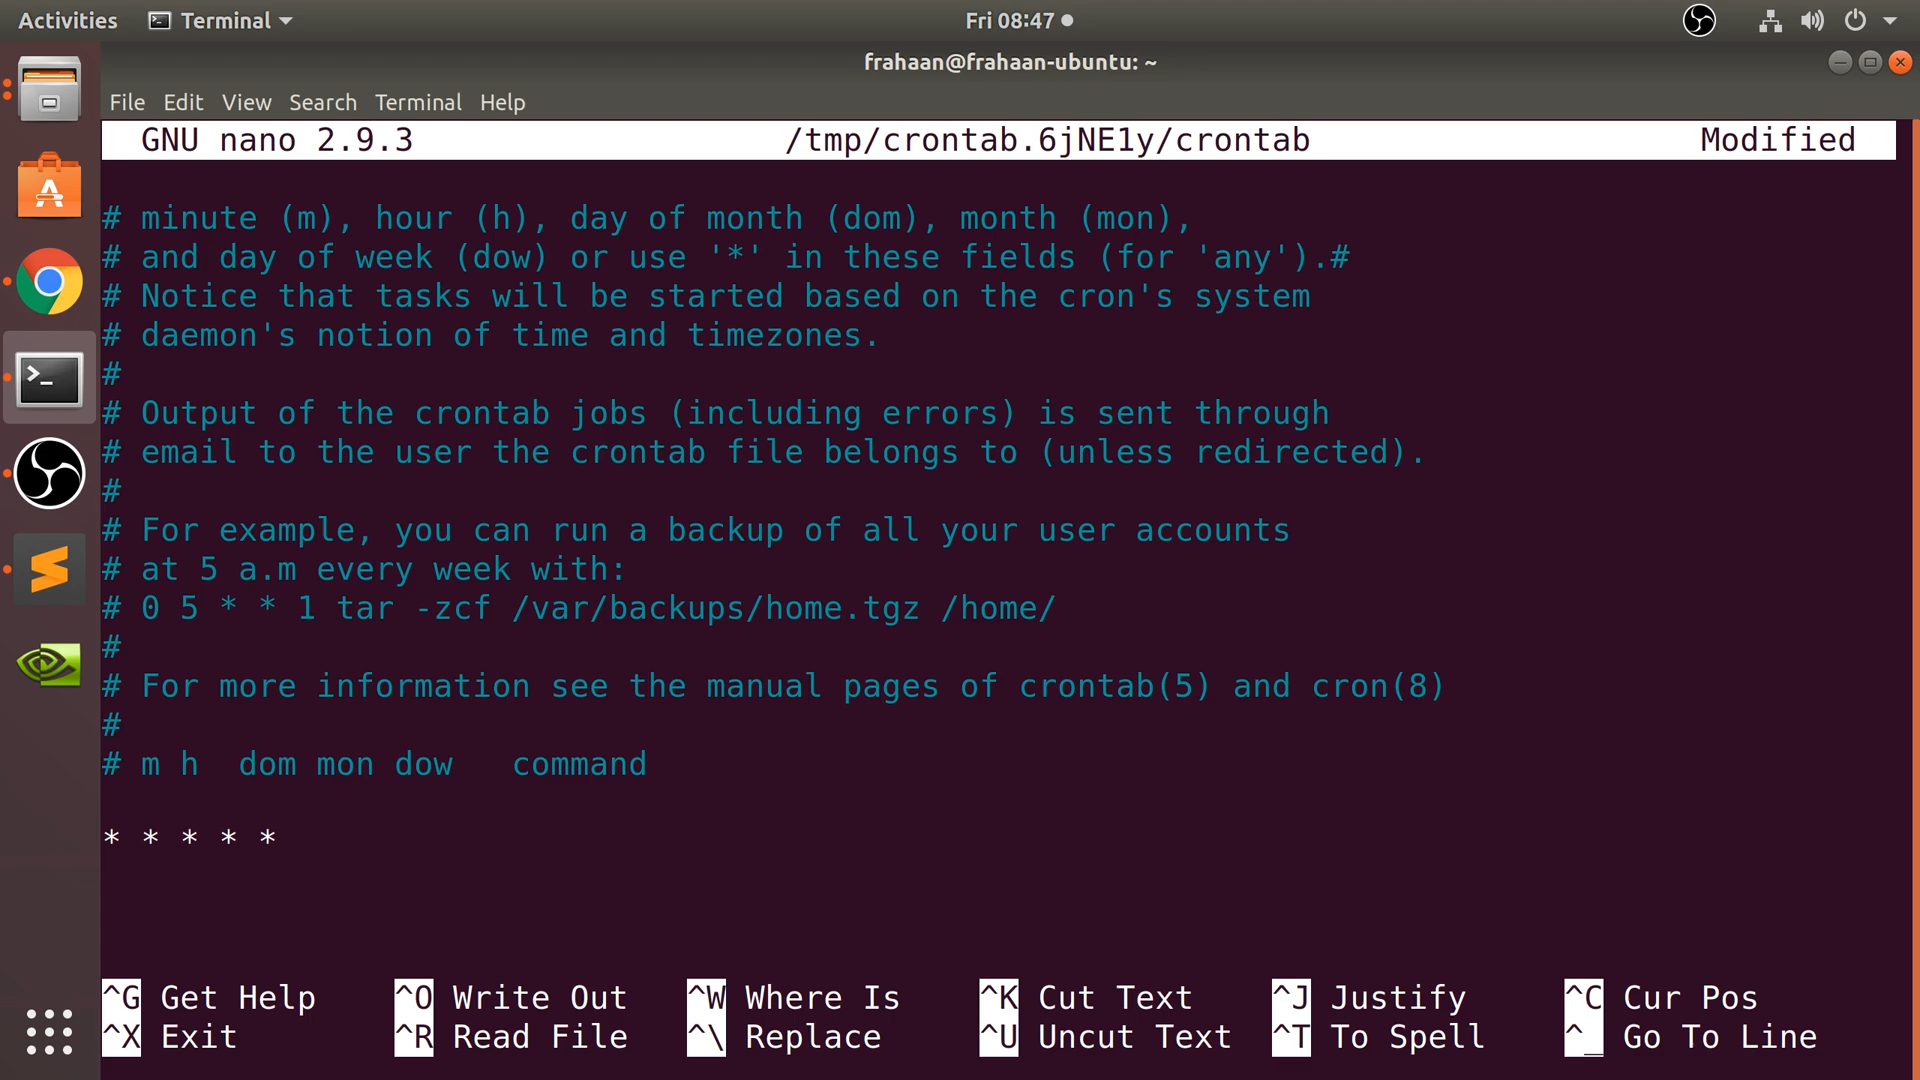 Activities Terminal Fri 08:47
frahaan@frahaan-ubuntu: ~
File Edit View Search Terminal Help
GNU nano 2.9.3 /tmp/crontab.6jNE1y/crontab Modified
# minute (m), hour (h), day of month (dom), month (mon),
# and day of week (dow) or use '*' in these fields (for 'any').#
# Notice that tasks will be started based on the cron's system
# daemon's notion of time and timezones.
#
# Output of the crontab jobs (including errors) is sent through
# email to the user the crontab file belongs to (unless redirected).
#
# For example, you can run a backup of all your user accounts
# at 5 a.m every week with:
# 0 5 * * 1 tar -zcf /var/backups/home.tgz /home/
#
# For more information see the manual pages of crontab(5) and cron(8)
#
# m h  dom mon dow   command
* * * * *
^G Get Help ^O Write Out ^W Where Is ^K Cut Text ^J Justify ^C Cur Pos
^X Exit ^R Read File ^\ Replace ^U Uncut Text ^T To Spell ^_ Go To Line